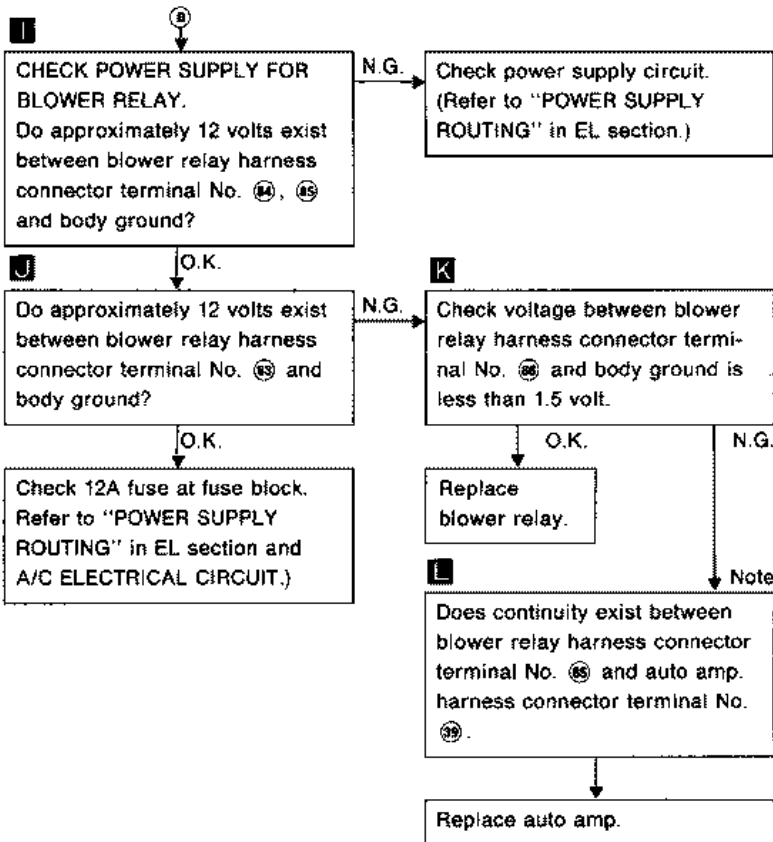 a
I
CHECK POWER SUPPLY FOR
BLOWER RELAY.
Do approximately 12 volts exist
between blower relay harness
connector terminal No. ,
and body ground?
N.G.
Check power supply circuit.
(Refer to “POWER SUPPLY
ROUTING” in EL section.)
O.K.
J
Do approximately 12 volts exist
between blower relay harness
connector terminal No. and
body ground?
N.G.
K
Check voltage between blower
relay harness connector termi-
nal No. and body ground is
less than 1.5 volt.
O.K.
Check 12A fuse at fuse block.
Refer to “POWER SUPPLY
ROUTING” in EL section and
A/C ELECTRICAL CIRCUIT.)
O.K.
N.G.
Replace
blower relay.
L
Note
Does continuity exist between
blower relay harness connector
terminal No. and auto amp.
harness connector terminal No.
39.
Replace auto amp.